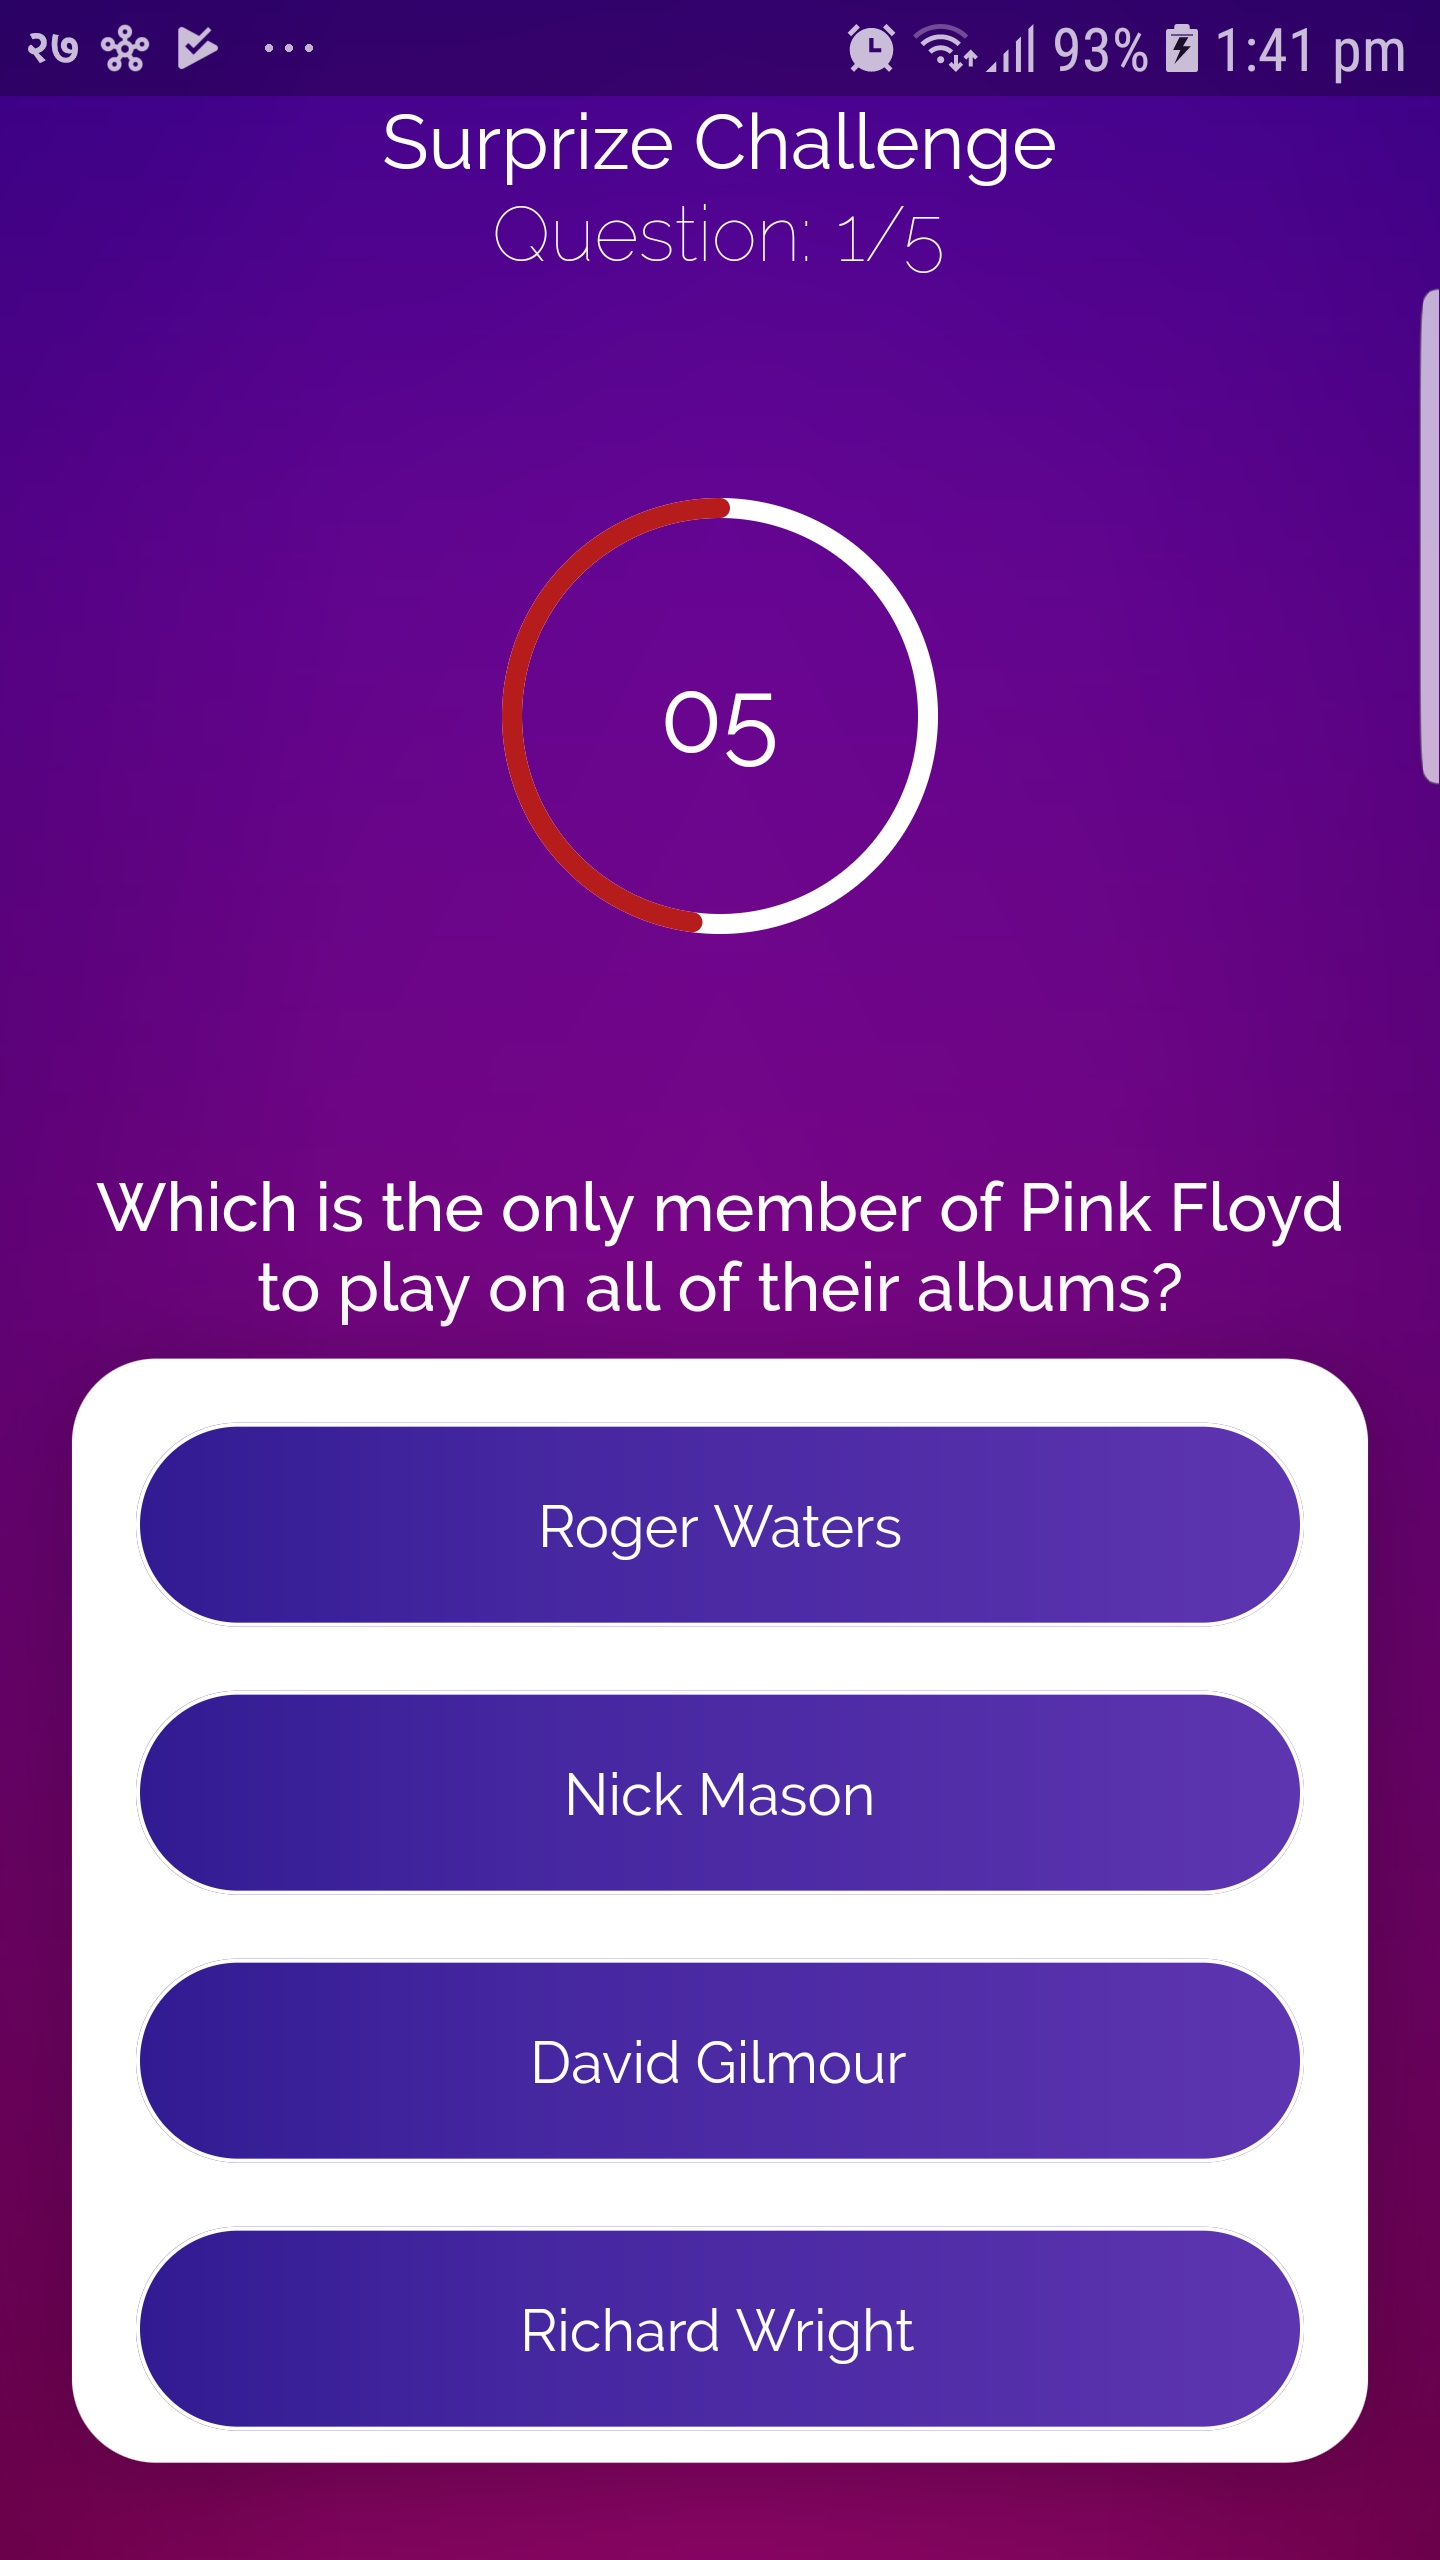 २७ 93% 1:41 pm
Surprize Challenge
Question: 1/5
05
Which is the only member of Pink Floyd
to play on all of their albums?
Roger Waters
Nick Mason
David Gilmour
Richard Wright